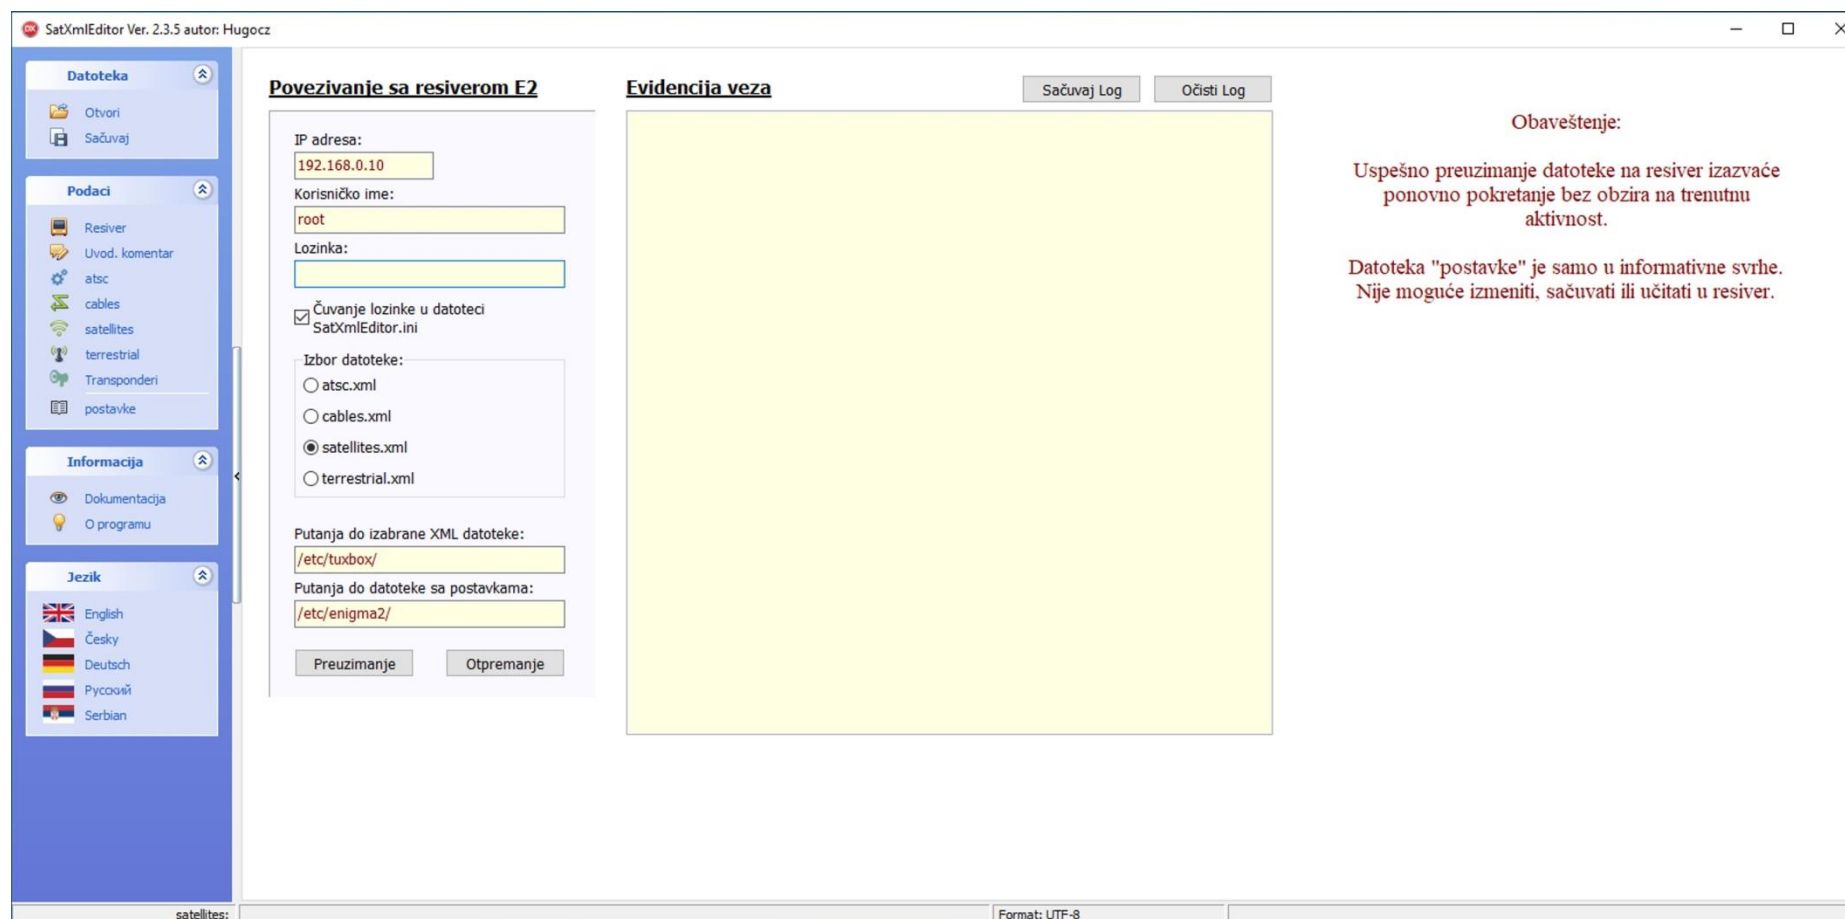 SatXmlEditor Ver. 2.3.5 autor: Hugocz
Datoteka
Otvori
Sačuvaj
Podaci
Resiver
Uvod. komentar
atsc
cables
satellites
terrestrial
Transponderi
postavke
Informacija
Dokumentacija
O programu
Jezik
English
Česky
Deutsch
Русский
Serbian
Povezivanje sa resiverom E2
IP adresa:
192.168.0.10
Korisničko ime:
root
Lozinka:
Čuvanje lozinke u datoteci
SatXmlEditor.ini
Izbor datoteke:
atsc.xml
cables.xml
satellites.xml
terrestrial.xml
Putanja do izabrane XML datoteke:
/etc/tuxbox/
Putanja do datoteke sa postavkama:
/etc/enigma2/
Preuzimanje
Otpremanje
Evidencija veza
Sačuvaj Log
Očisti Log
Obaveštenje:
Uspešno preuzimanje datoteke na resiver izazvaće
ponovno pokretanje bez obzira na trenutnu
aktivnost.
Datoteka "postavke" je samo u informativne svrhe.
Nije moguće izmeniti, sačuvati ili učitati u resiver.
satellites:
Format: UTF-8